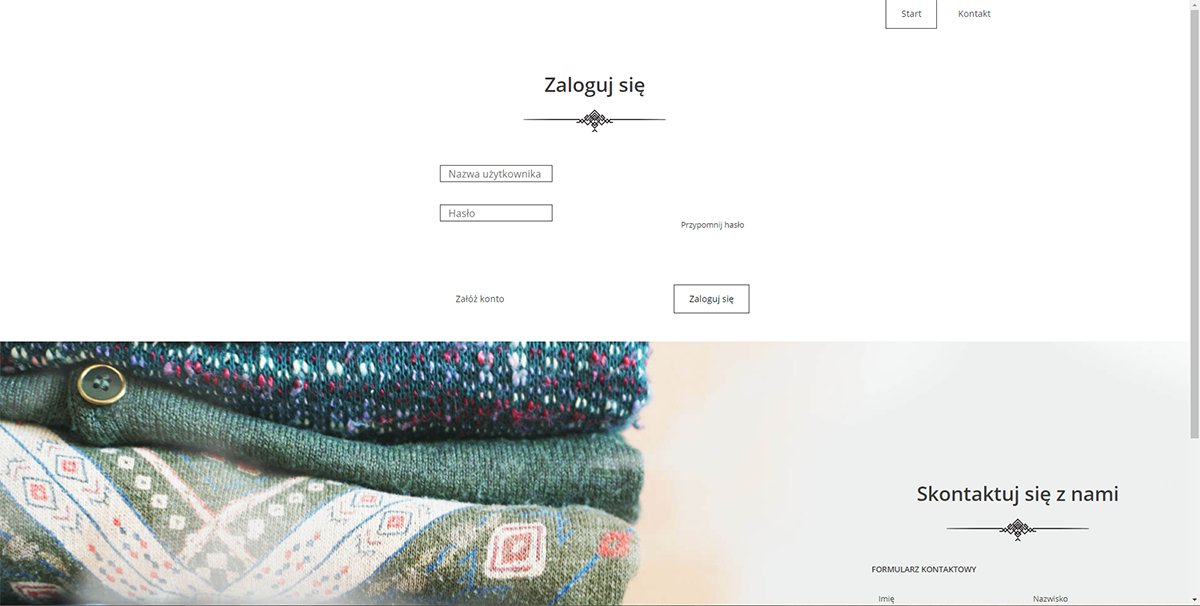 Start Kontakt
Zaloguj się
Nazwa użytkownika
Hasło
Przypomnij hasło
Załóż konto Zaloguj się
Skontaktuj się z nami
FORMULARZ KONTAKTOWY
Imię Nazwisko